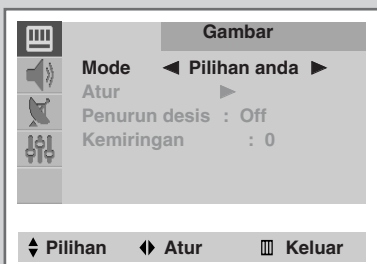 Gambar
Mode ◀ Pilihan anda ▶
Atur ▶
Penurun desis : Off
Kemiringan : 0
Pilihan Atur Keluar